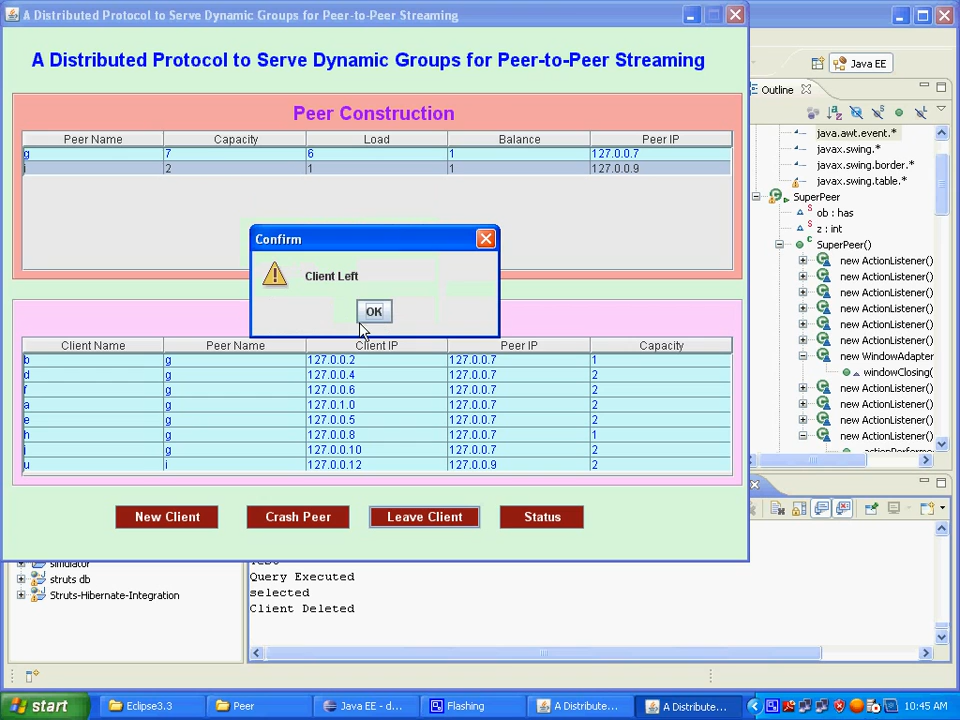 A Distributed Protocol to Serve Dynamic Groups for Peer-to-Peer Streaming
A Distributed Protocol to Serve Dynamic Groups for Peer-to-Peer Streaming
Peer Construction
Peer Name Capacity Load Balance Peer IP
g 7 6 1 127.0.0.7
i 2 1 1 127.0.0.9
Confirm
Client Left
OK
Client Name Peer Name Client IP Peer IP Capacity
b g 127.0.0.2 127.0.0.7 1
d g 127.0.0.4 127.0.0.7 2
f g 127.0.0.6 127.0.0.7 2
a g 127.0.1.0 127.0.0.7 2
e g 127.0.0.5 127.0.0.7 2
h g 127.0.0.8 127.0.0.7 1
j g 127.0.0.10 127.0.0.7 2
u i 127.0.0.12 127.0.0.9 2
New Client Crash Peer Leave Client Status
Java EE
Outline
java.awt.event.*
javax.swing.*
javax.swing.border.*
javax.swing.table.*
SuperPeer
ob : has
z : int
SuperPeer()
new ActionListener()
new ActionListener()
new ActionListener()
new ActionListener()
new ActionListener()
new ActionListener()
new WindowAdapter
windowClosing(
new ActionListener()
new ActionListener()
new ActionListener()
new ActionListener()
actionPerforme
simulator
struts db
Struts-Hibernate-Integration
Query Executed
selected
Client Deleted
start Eclipse3.3 Peer Java EE - d... Flashing A Distribute... A Distribute... 10:45 AM